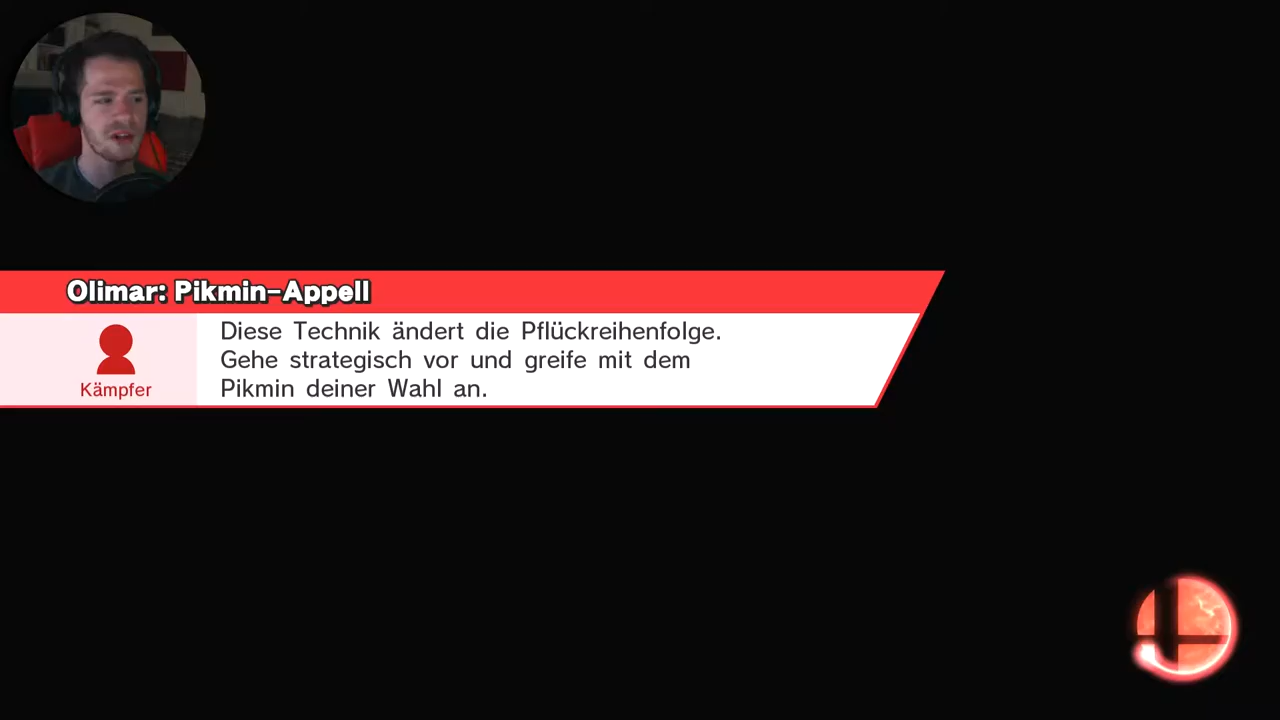 Olimar: Pikmin-Appell
Diese Technik ändert die Pflückreihenfolge.
Gehe strategisch vor und greife mit dem
Pikmin deiner Wahl an.
Kämpfer